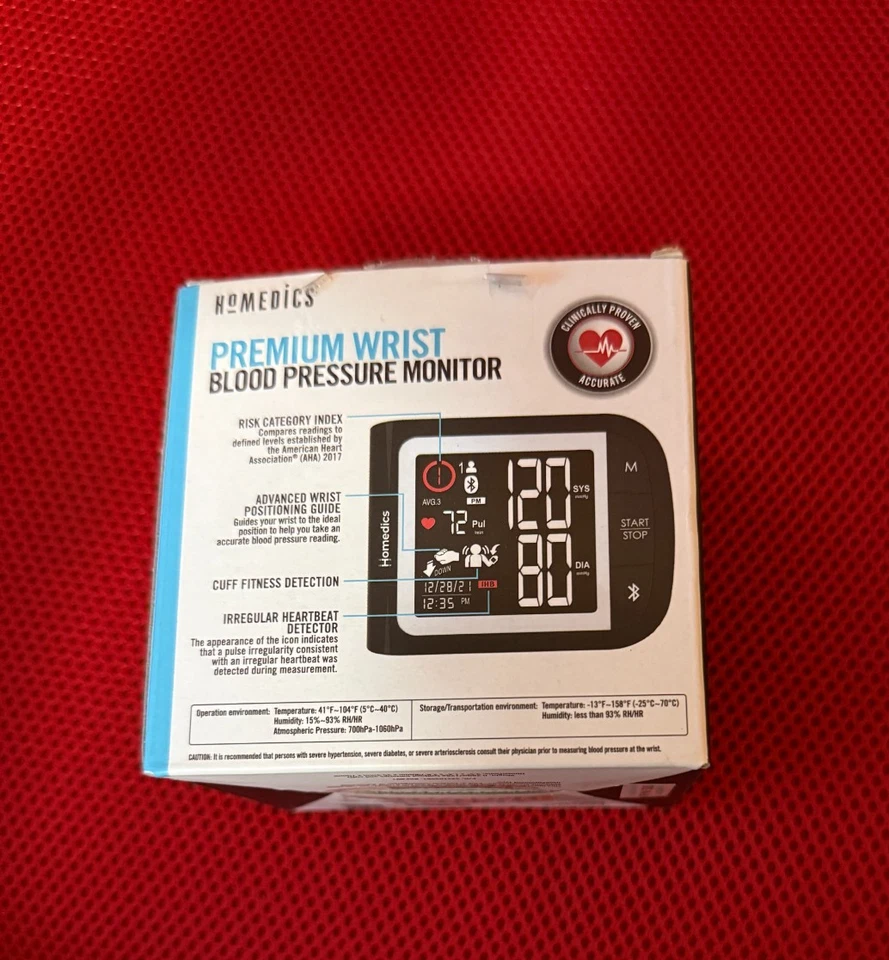 HoMEDiCS
PREMIUM WRIST
BLOOD PRESSURE MONITOR
CLINICALLY PROVEN
ACCURATE
RISK CATEGORY INDEX
Compares readings to
defined levels established by
the American Heart
Association® (AHA) 2017
ADVANCED WRIST
POSITIONING GUIDE
Guides your wrist to the ideal
position to help you take an
accurate blood pressure reading.
CUFF FITNESS DETECTION
IRREGULAR HEARTBEAT
DETECTOR
The appearance of the icon indicates
that a pulse irregularity consistent
with an irregular heartbeat was
detected during measurement.
Homedics
1
AVG.3
PM
72 Pul
DOWN
IHB
12/28/21
12:35 PM
120
SYS
mmHg
80
DIA
mmHg
M
START
STOP
Operation environment: Temperature: 41°F~104°F (5°C~40°C)
Humidity: 15%~93% RH/HR
Atmospheric Pressure: 700hPa-1060hPa
Storage/Transportation environment: Temperature: -13°F~158°F (-25°C~70°C)
Humidity: less than 93% RH/HR
CAUTION: It is recommended that persons with severe hypertension, severe diabetes, or severe arteriosclerosis consult their physician prior to measuring blood pressure at the wrist.